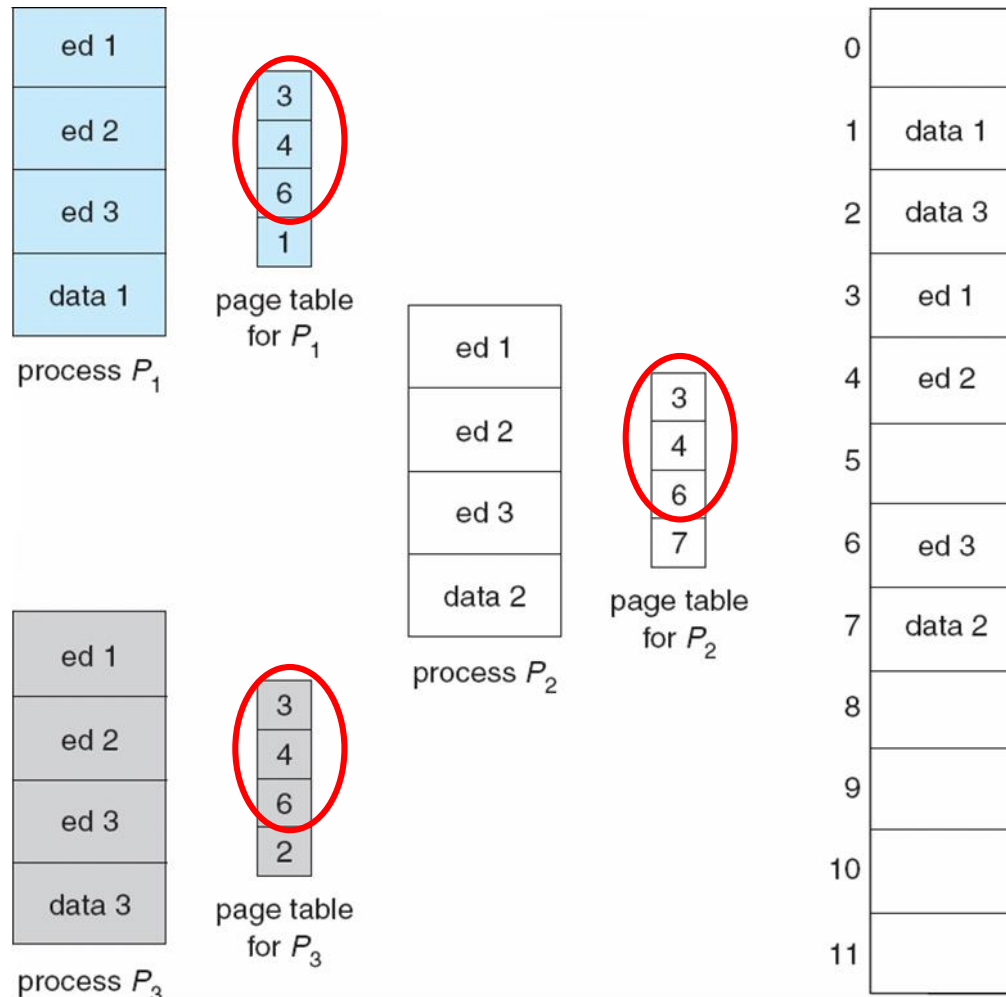 ed 1
ed 2
ed 3
data 1
process P₁
3
4
6
1
page table
for P₁
ed 1
ed 2
ed 3
data 2
process P₂
3
4
6
7
page table
for P₂
ed 1
ed 2
ed 3
data 3
process P₃
3
4
6
2
page table
for P₃
0
1 data 1
2 data 3
3 ed 1
4 ed 2
5
6 ed 3
7 data 2
8
9
10
11